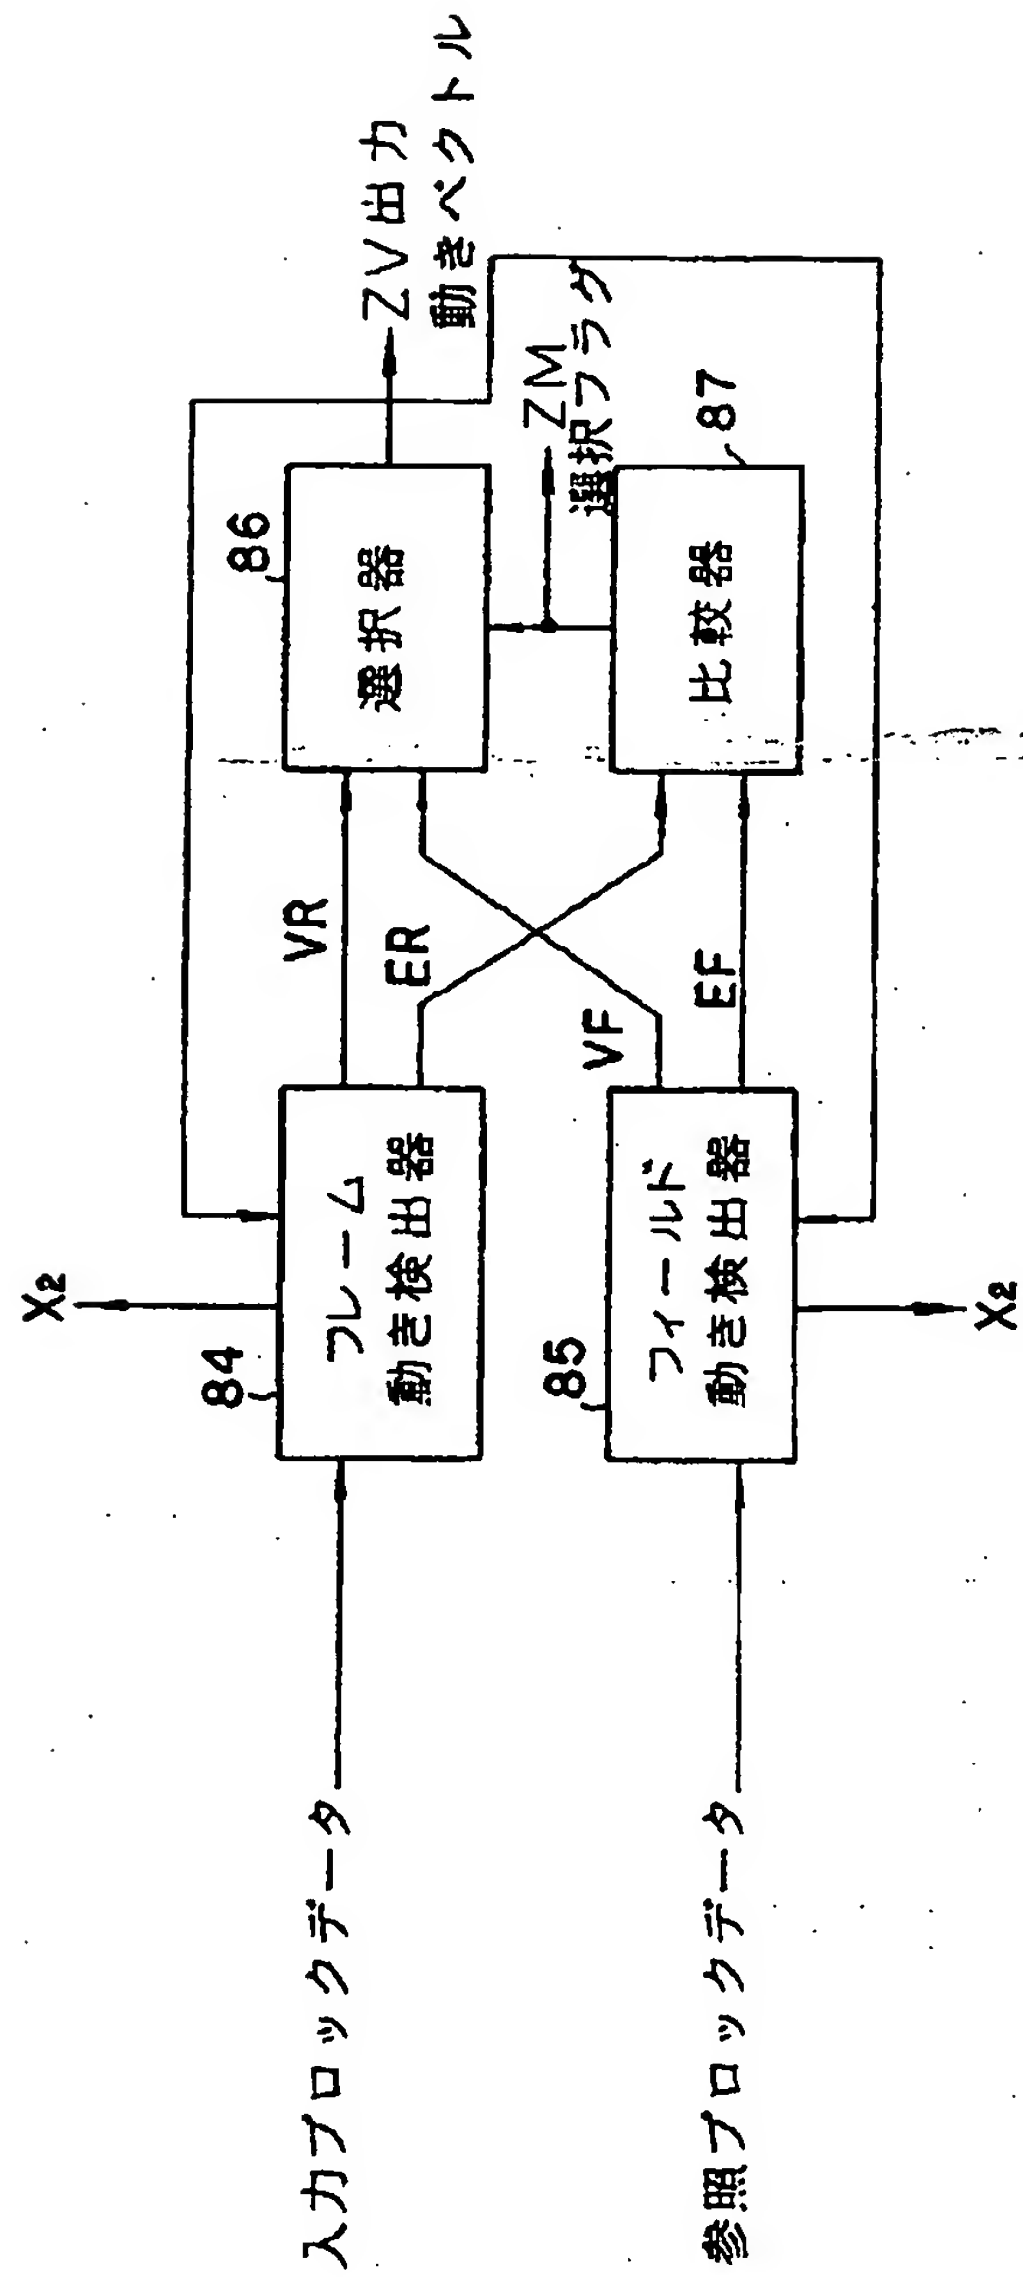 入力ブロックデータ
参照ブロックデータ
X2
84
フレーム
動き検出器
85
フィールド
動き検出器
X2
VR
ER
VF
EF
86
選択器
87
比較器
ZV出力
動きベクトル
ZM
選択フラグ